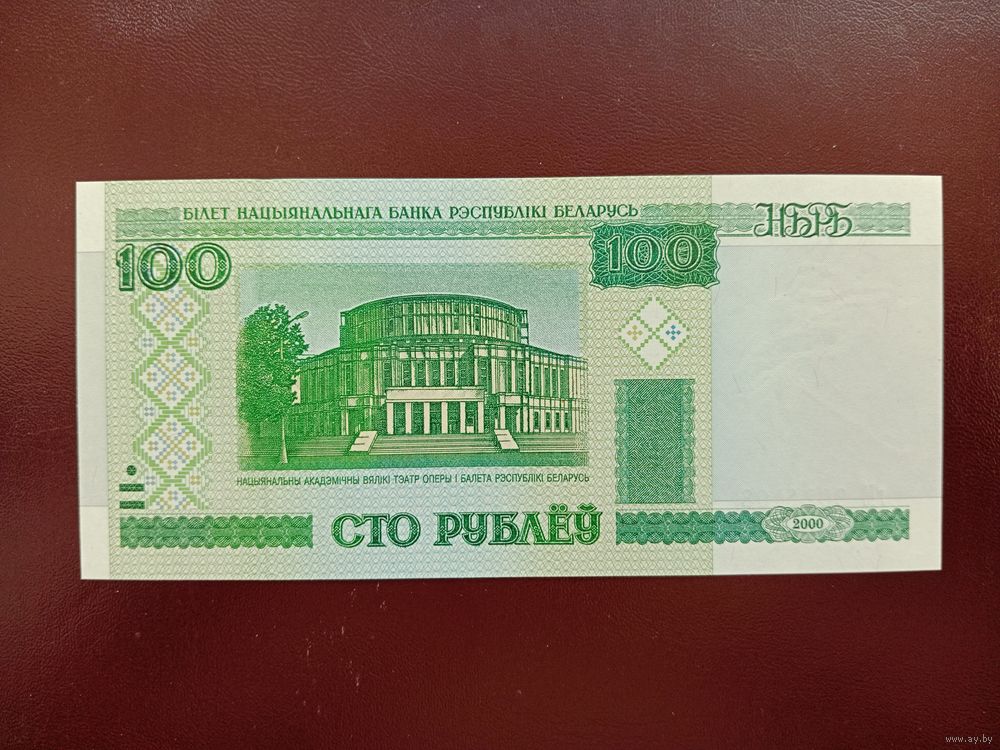 БІЛЕТ НАЦЫЯНАЛЬНАГА БАНКА РЭСПУБЛІКІ БЕЛАРУСЬ
НБРБ
100
100
НАЦЫЯНАЛЬНЫ АКАДЭМІЧНЫ ВЯЛІКІ ТЭАТР ОПЕРЫ І БАЛЕТА РЭСПУБЛІКІ БЕЛАРУСЬ
СТО РУБЛЁЎ
2000
www.ay.by